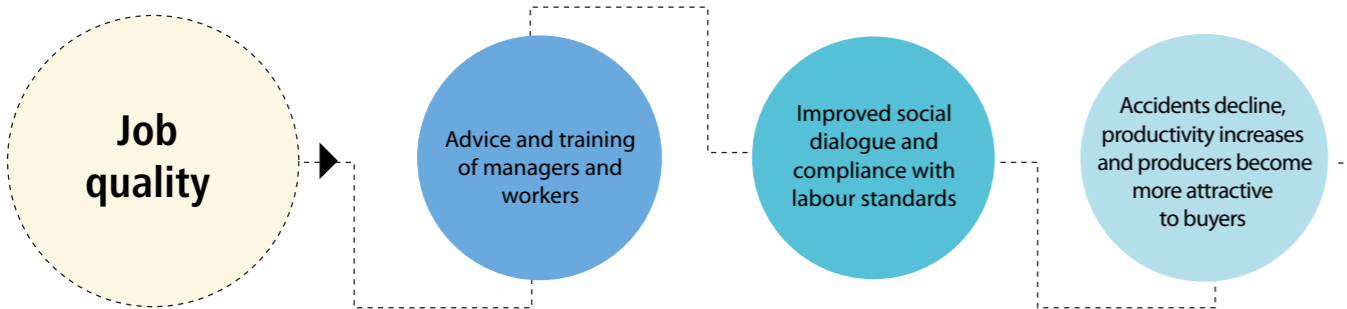 Job
quality
Advice and training
of managers and
workers
Improved social
dialogue and
compliance with
labour standards
Accidents decline,
productivity increases
and producers become
more attractive
to buyers